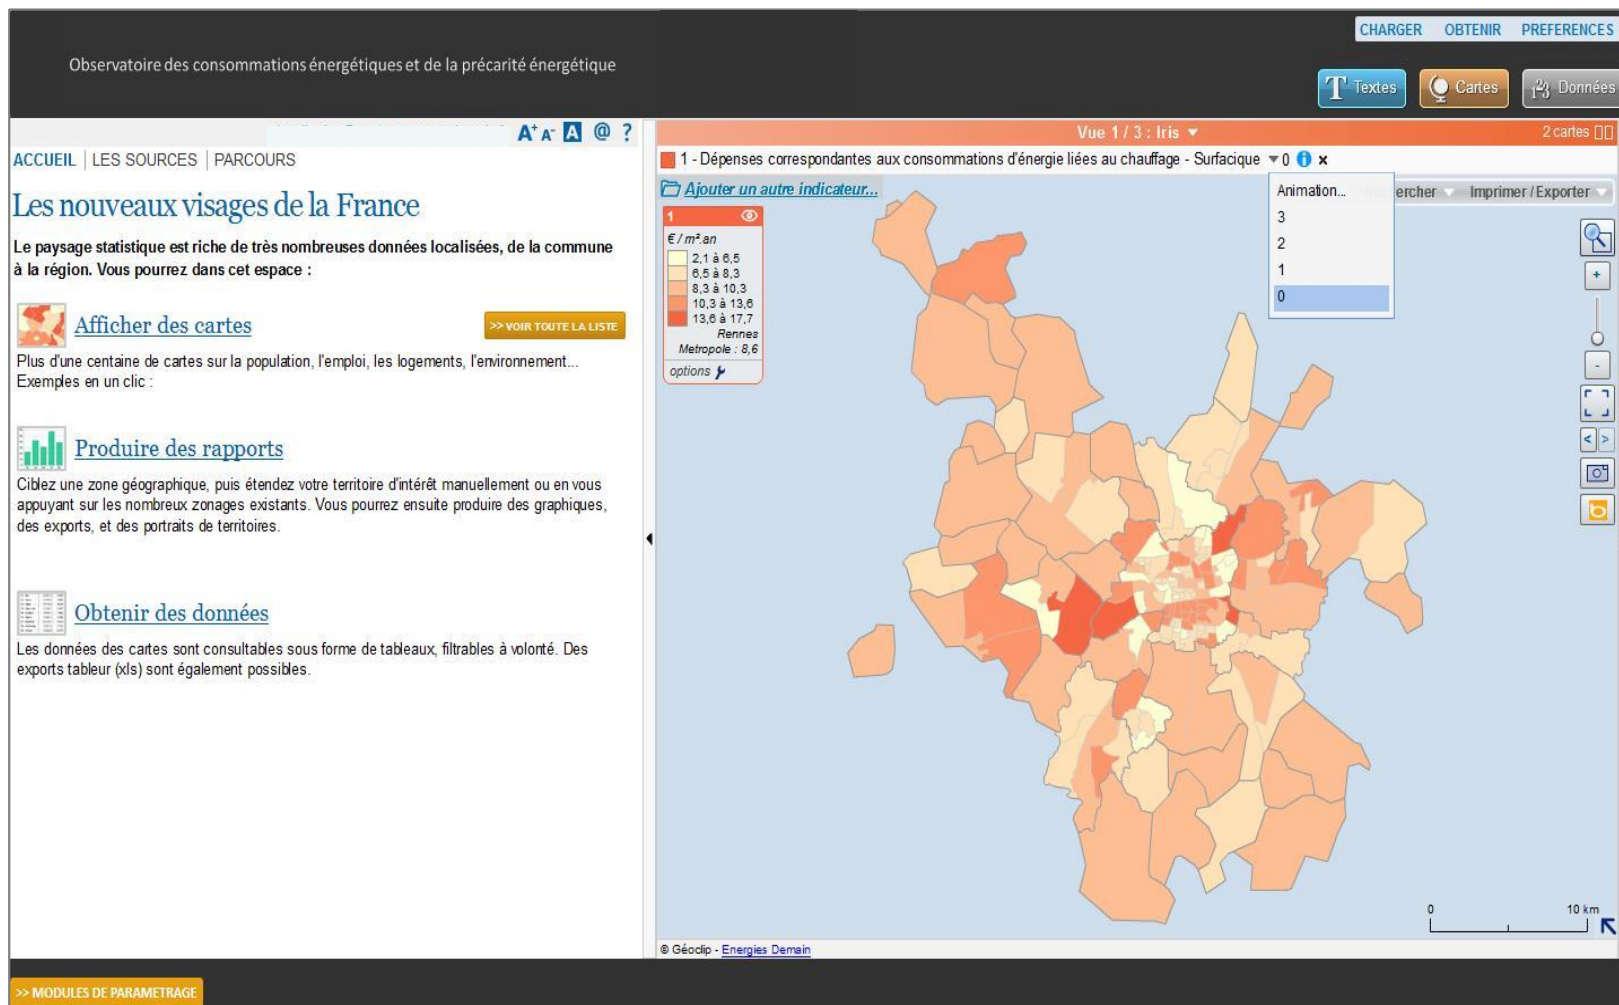 CHARGER OBTENIR PREFERENCES
Observatoire des consommations énergétiques et de la précarité énergétique
T Textes Cartes 123 Données
A+ A- A @ ?
ACCUEIL | LES SOURCES | PARCOURS
Les nouveaux visages de la France
Le paysage statistique est riche de très nombreuses données localisées, de la commune
à la région. Vous pourrez dans cet espace :
Afficher des cartes
>> VOIR TOUTE LA LISTE
Plus d'une centaine de cartes sur la population, l'emploi, les logements, l'environnement...
Exemples en un clic :
Produire des rapports
Ciblez une zone géographique, puis étendez votre territoire d'intérêt manuellement ou en vous
appuyant sur les nombreux zonages existants. Vous pourrez ensuite produire des graphiques,
des exports, et des portraits de territoires.
Obtenir des données
Les données des cartes sont consultables sous forme de tableaux, filtrables à volonté. Des
exports tableur (xls) sont également possibles.
Vue 1 / 3 : Iris
2 cartes
1 - Dépenses correspondantes aux consommations d'énergie liées au chauffage - Surfacique 0 i x
Ajouter un autre indicateur...
Animation...
3
2
1
0
ercher Imprimer / Exporter
1
€ / m².an
2,1 à 6,5
6,5 à 8,3
8,3 à 10,3
10,3 à 13,6
13,6 à 17,7
Rennes
Metropole : 8,6
options
+
-
< >
b
0 10 km
© Géoclip - Energies Demain
>> MODULES DE PARAMETRAGE